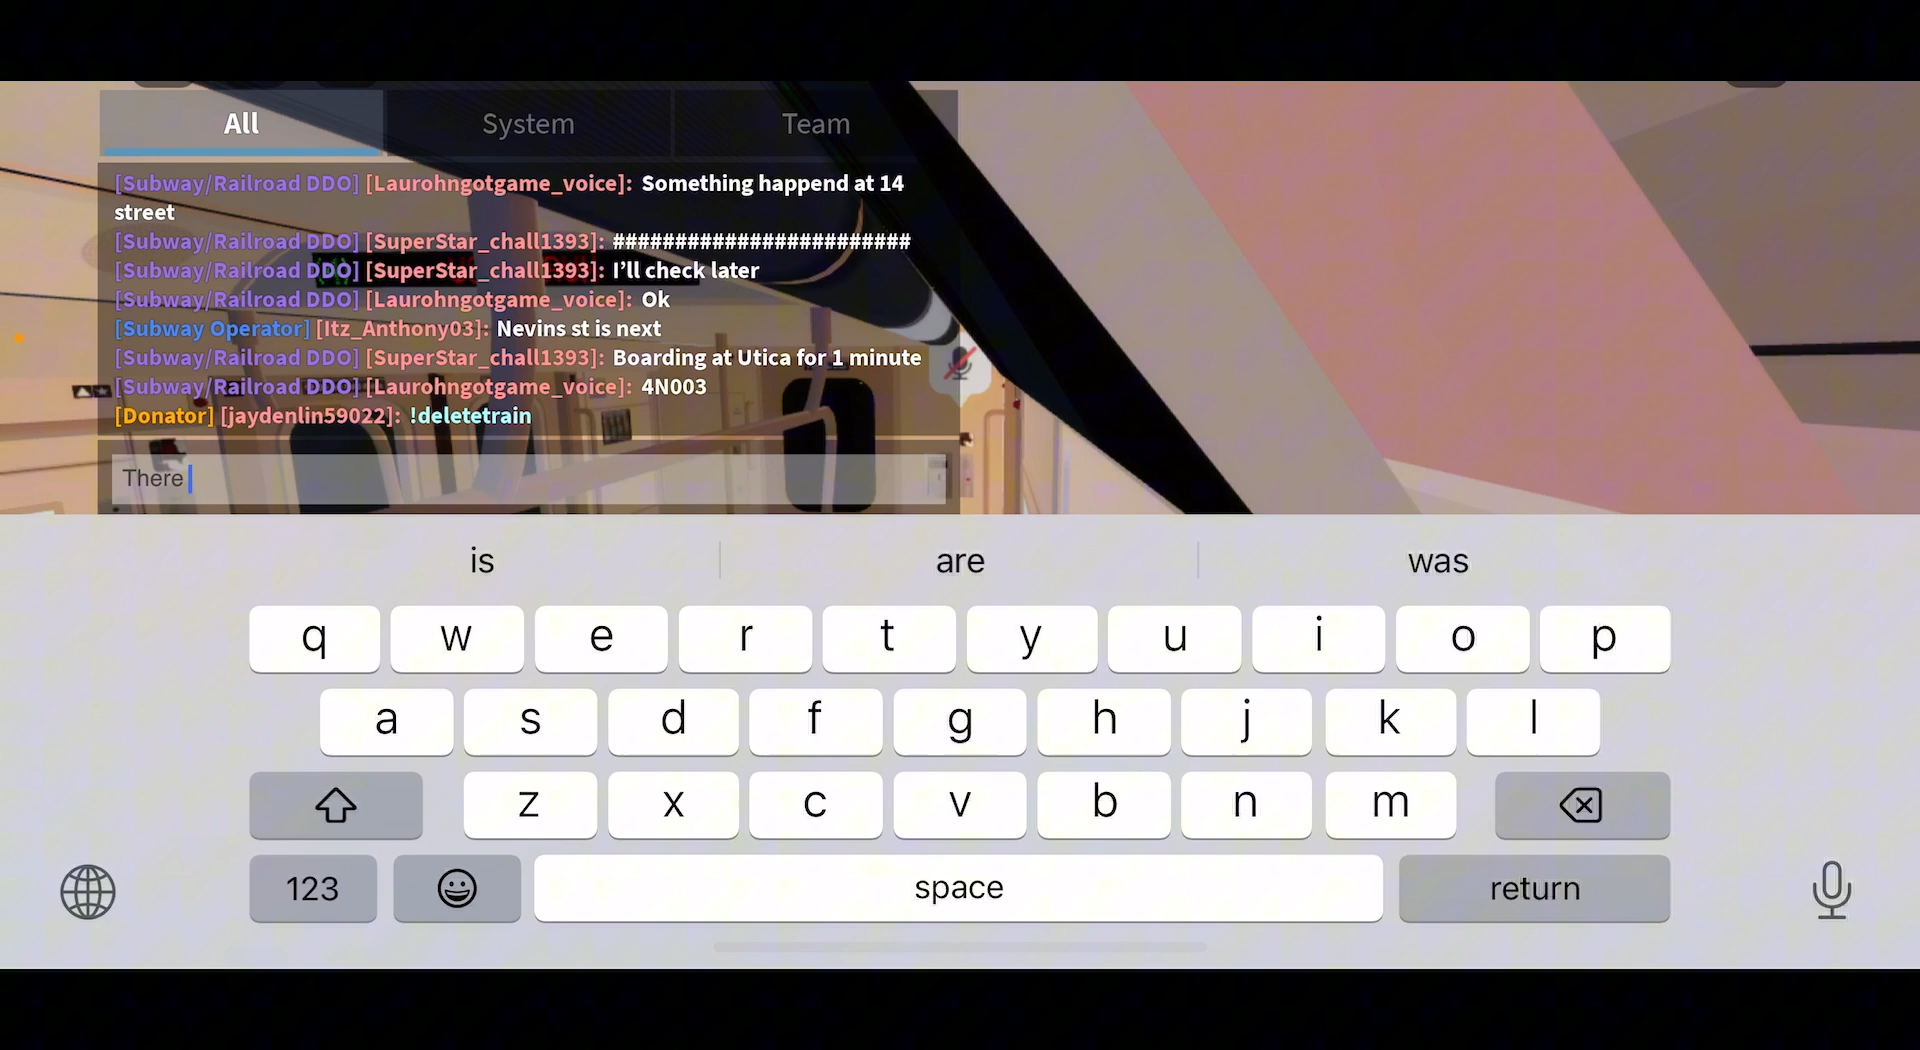 All
System
Team
[Subway/Railroad DDO] [Laurohngotgame_voice]: Something happend at 14
street
[Subway/Railroad DDO] [SuperStar_chall1393]: ########################
[Subway/Railroad DDO] [SuperStar_chall1393]: I’ll check later
[Subway/Railroad DDO] [Laurohngotgame_voice]: Ok
[Subway Operator] [Itz_Anthony03]: Nevins st is next
[Subway/Railroad DDO] [SuperStar_chall1393]: Boarding at Utica for 1 minute
[Subway/Railroad DDO] [Laurohngotgame_voice]: 4N003
[Donator] [jaydenlin59022]: !deletetrain
There
is
are
was
q w e r t y u i o p
a s d f g h j k l
z x c v b n m
123
space
return